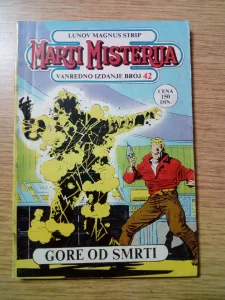 LUNOV MAGNUS STRIP
MARTI MISTERIJA
VANREDNO IZDANJE BROJ 42
CENA
150
DIN.
GORE OD SMRTI